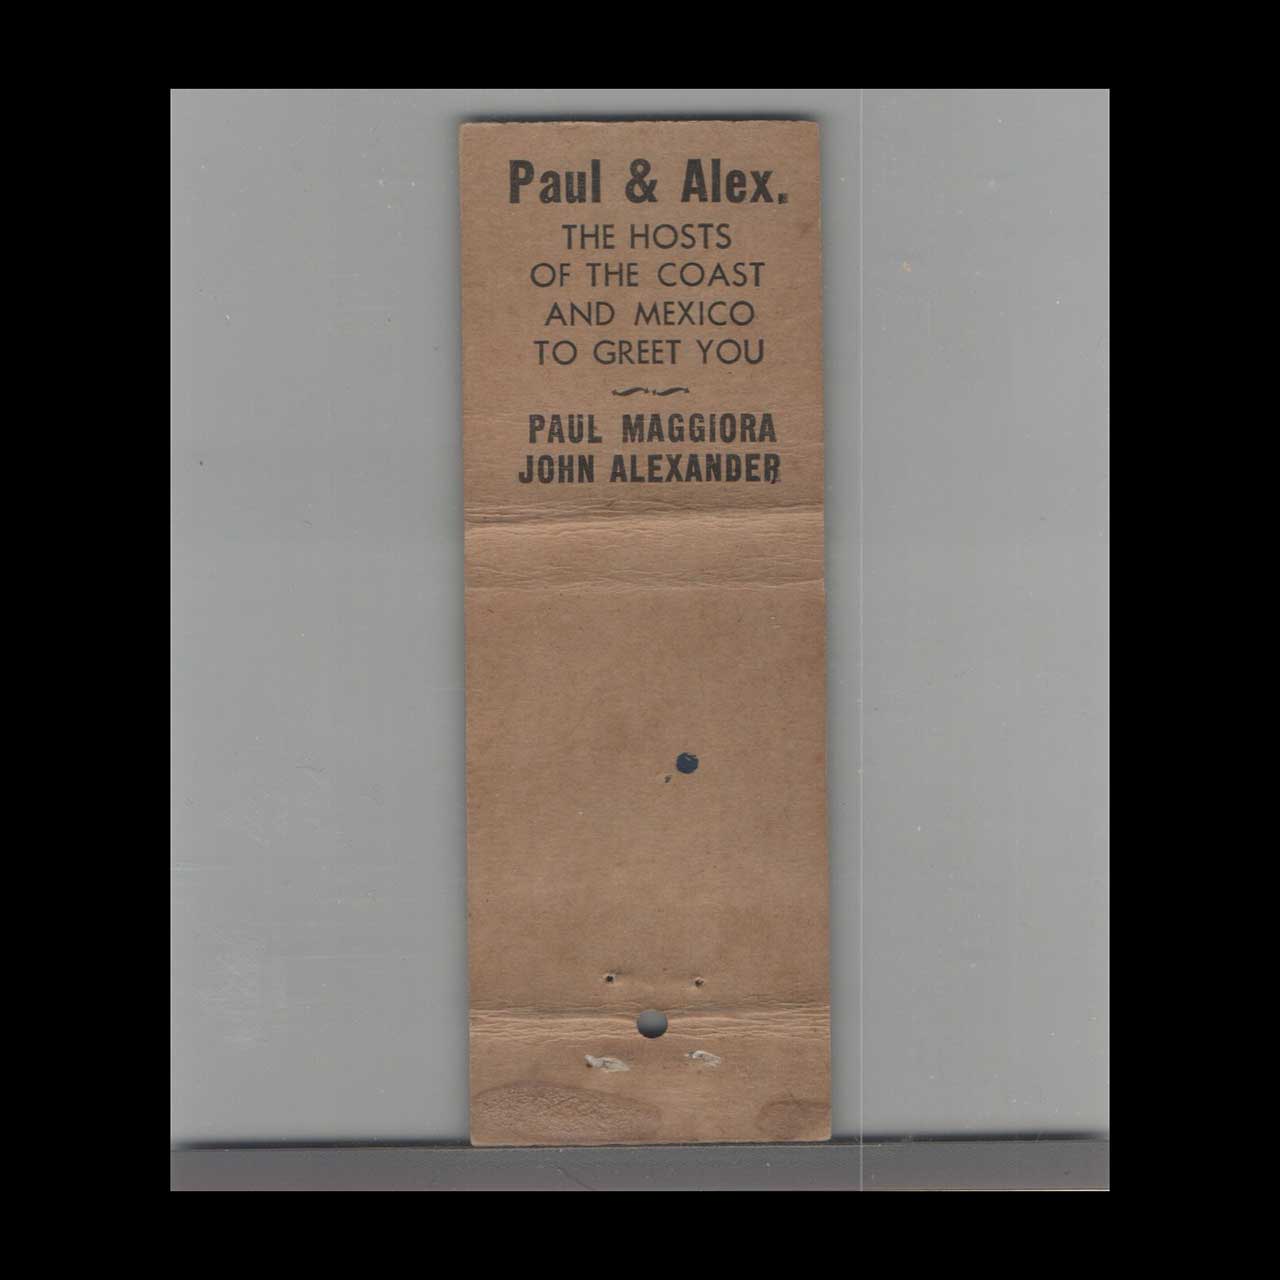 Paul & Alex.
THE HOSTS
OF THE COAST
AND MEXICO
TO GREET YOU
PAUL MAGGIORA
JOHN ALEXANDER